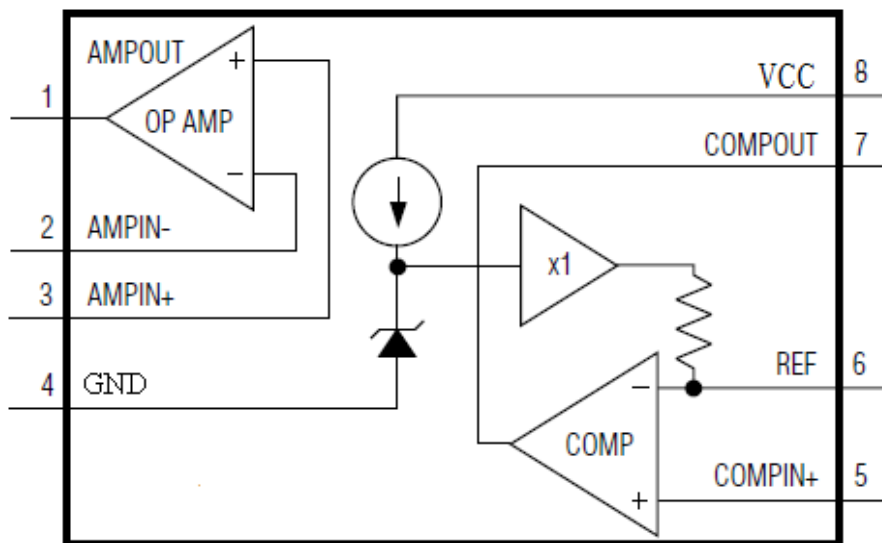 AMPOUT
+
1
OP AMP
−
2 AMPIN-
3 AMPIN+
4 GND
VCC 8
COMPOUT 7
x1
REF 6
−
COMP
COMPIN+ 5
+